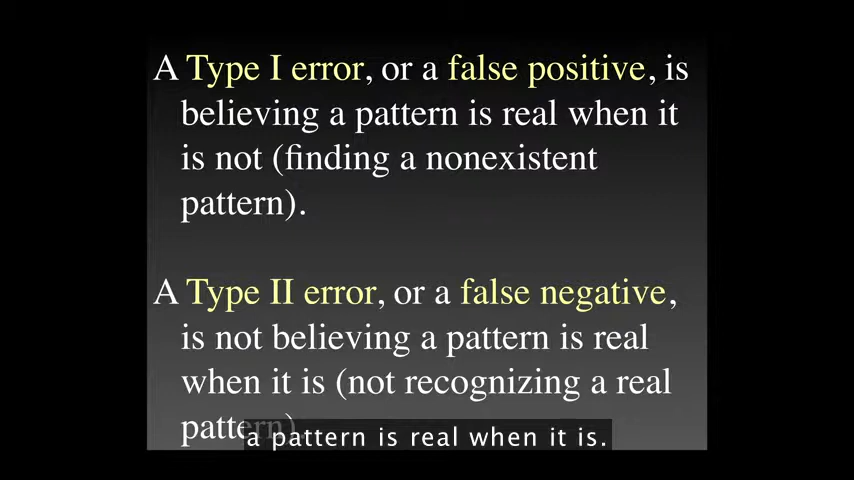 A Type I error, or a false positive, is
believing a pattern is real when it
is not (finding a nonexistent
pattern).
A Type II error, or a false negative,
is not believing a pattern is real
when it is (not recognizing a real
pattern).
a pattern is real when it is.